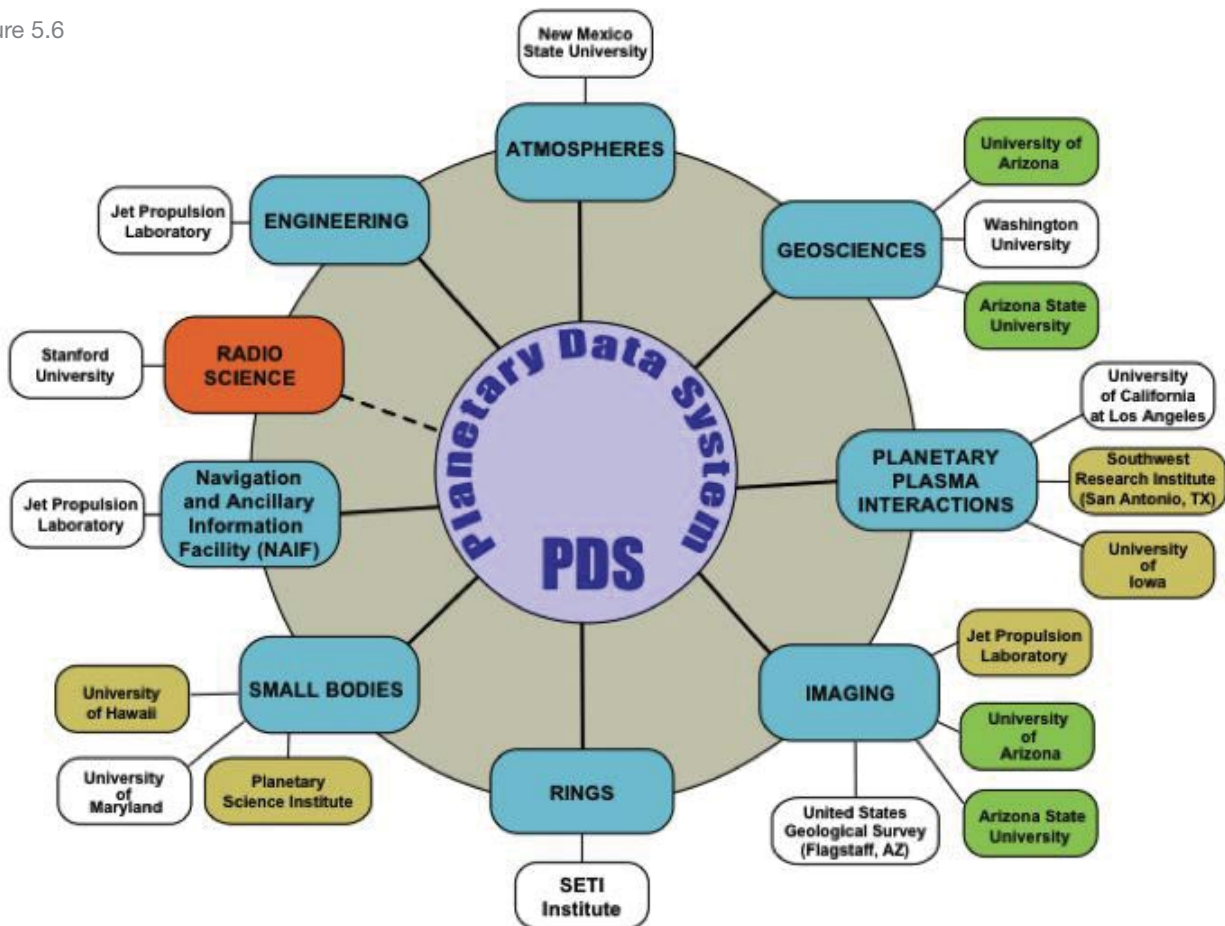 ure 5.6
New Mexico
State University
ATMOSPHERES
University of
Arizona
Washington
University
Arizona State
University
GEOSCIENCES
Jet Propulsion
Laboratory
ENGINEERING
Stanford
University
RADIO
SCIENCE
Planetary Data System
PDS
University
of California
at Los Angeles
PLANETARY
PLASMA
INTERACTIONS
Southwest
Research Institute
(San Antonio, TX)
University
of
Iowa
Jet Propulsion
Laboratory
Navigation
and Ancillary
Information
Facility (NAIF)
Jet Propulsion
Laboratory
IMAGING
University
of
Arizona
Arizona State
University
United States
Geological Survey
(Flagstaff, AZ)
SMALL BODIES
University
of Hawaii
University
of
Maryland
Planetary
Science Institute
RINGS
SETI
Institute